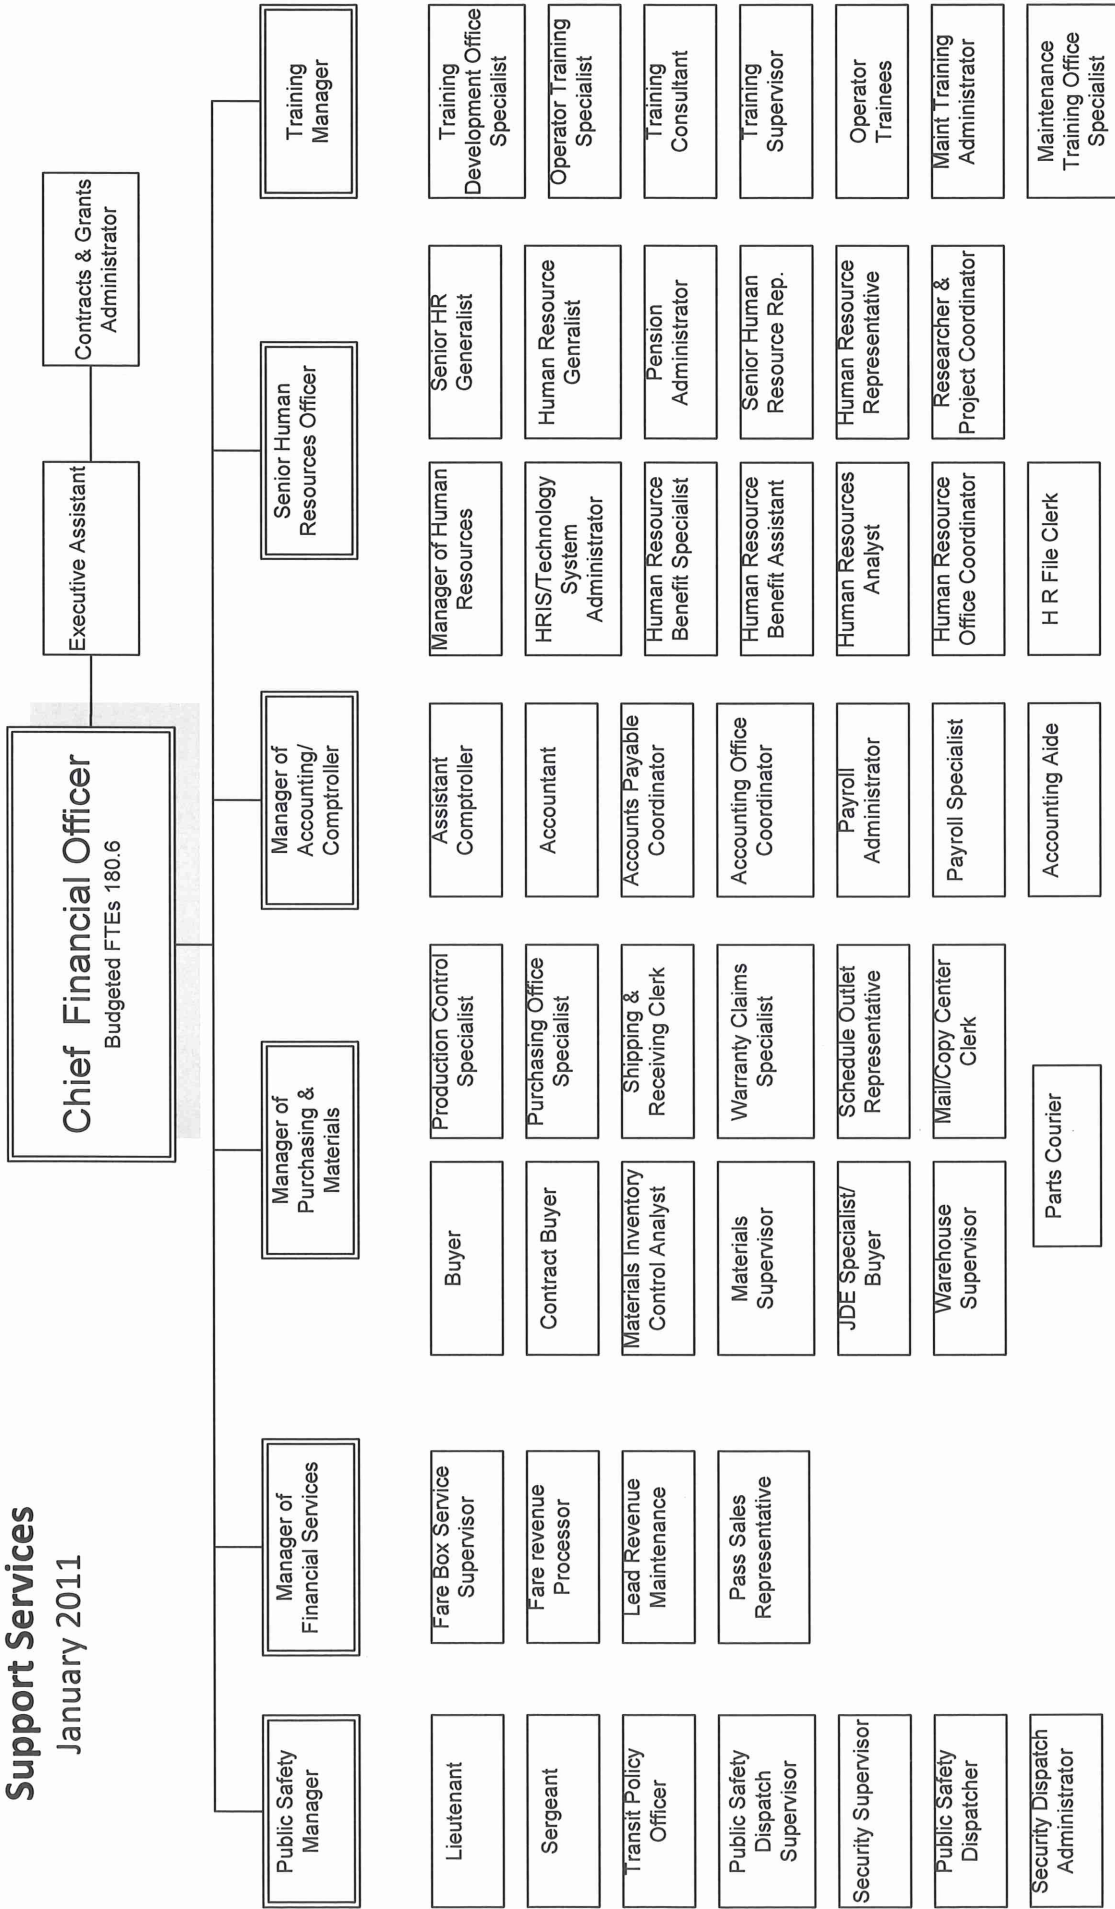 Support Services
January 2011
Chief Financial Officer
Budgeted FTEs 180.6
Executive Assistant
Contracts & Grants
Administrator
Public Safety
Manager
Manager of
Financial Services
Manager of
Purchasing &
Materials
Manager of
Accounting/
Comptroller
Senior Human
Resources Officer
Training
Manager
Lieutenant
Sergeant
Transit Policy
Officer
Public Safety
Dispatch
Supervisor
Security Supervisor
Public Safety
Dispatcher
Security Dispatch
Administrator
Fare Box Service
Supervisor
Fare revenue
Processor
Lead Revenue
Maintenance
Pass Sales
Representative
Buyer
Contract Buyer
Materials Inventory
Control Analyst
Materials
Supervisor
JDE Specialist/
Buyer
Warehouse
Supervisor
Production Control
Specialist
Purchasing Office
Specialist
Shipping &
Receiving Clerk
Warranty Claims
Specialist
Schedule Outlet
Representative
Mail/Copy Center
Clerk
Parts Courier
Assistant
Comptroller
Accountant
Accounts Payable
Coordinator
Accounting Office
Coordinator
Payroll
Administrator
Payroll Specialist
Accounting Aide
Manager of Human
Resources
HRIS/Technology
System
Administrator
Human Resource
Benefit Specialist
Human Resource
Benefit Assistant
Human Resources
Analyst
Human Resource
Office Coordinator
H R File Clerk
Senior HR
Generalist
Human Resource
Genralist
Pension
Administrator
Senior Human
Resource Rep.
Human Resource
Representative
Researcher &
Project Coordinator
Training
Development Office
Specialist
Operator Training
Specialist
Training
Consultant
Training
Supervisor
Operator
Trainees
Maint Training
Administrator
Maintenance
Training Office
Specialist